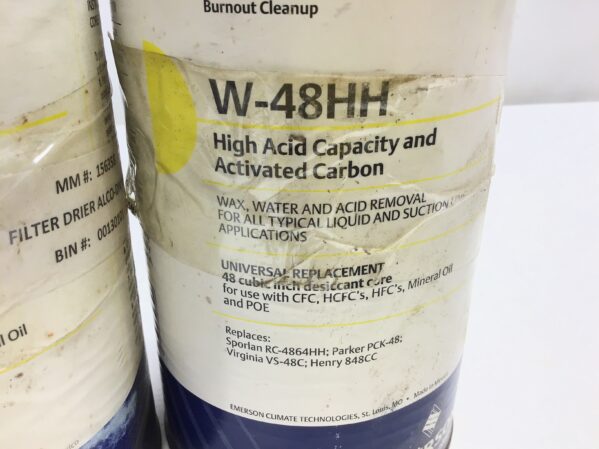 Burnout Cleanup
W-48HH
High Acid Capacity and
Activated Carbon
WAX, WATER AND ACID REMOVAL
FOR ALL TYPICAL LIQUID AND SUCTION
APPLICATIONS
UNIVERSAL REPLACEMENT
48 cubic inch desiccant core
for use with CFC, HCFC's, HFC's, Mineral Oil
and POE
Replaces:
Sporlan RC-4864HH; Parker PCK-48;
Virginia VS-48C; Henry 848CC
EMERSON CLIMATE TECHNOLOGIES, St. Louis, MO • Made in
MM #:
FILTER DRIER
BIN #:
Oil